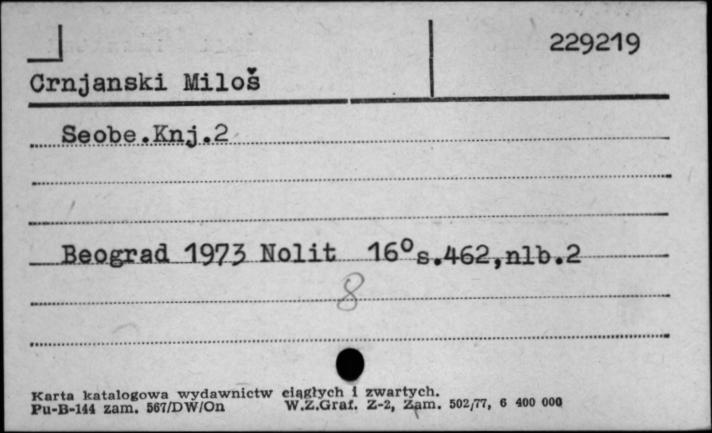 229219
Crnjanski Miloš
Seobe.Knj.2
Beograd 1973 Nolit 16° s.462,nlb.2
8
Karta katalogowa wydawnictw ciągłych i zwartych.
Pu-B-144 zam. 567/DW/On W.Z.Graf. Z-2, Zam. 502/77, 6 400 000